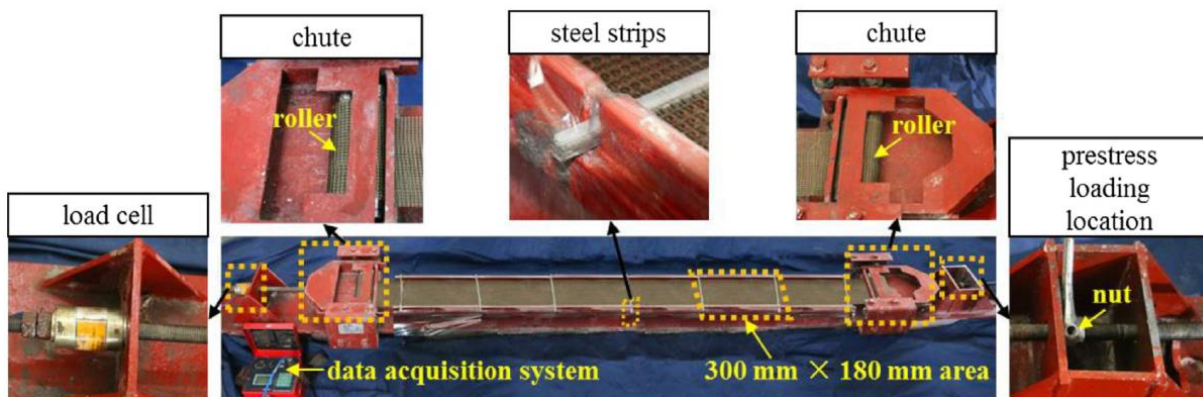 chute
steel strips
chute
roller
roller
load cell
prestress
loading
location
nut
data acquisition system
300 mm × 180 mm area